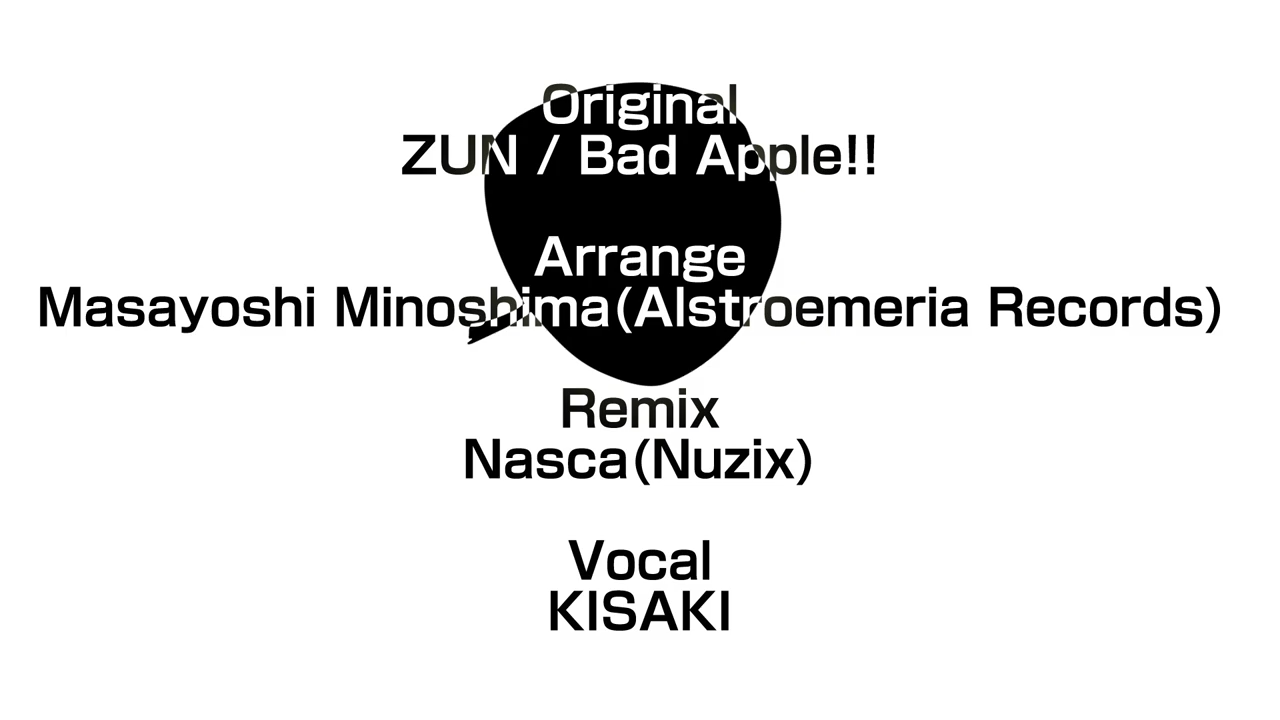 Original
ZUN / Bad Apple!!
Arrange
Masayoshi Minoshima(Alstroemeria Records)
Remix
Nasca(Nuzix)
Vocal
KISAKI